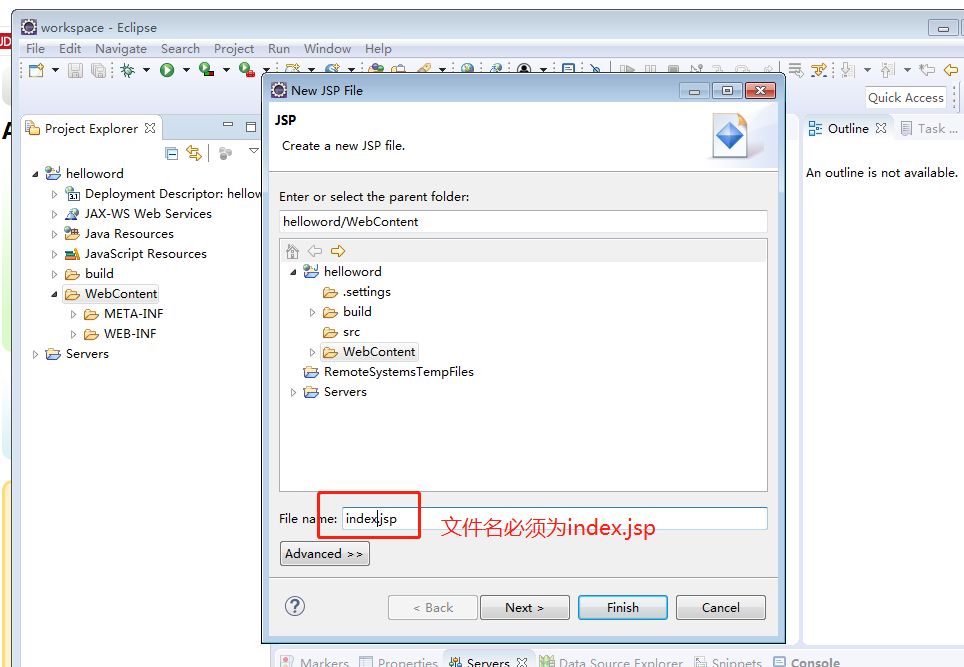 workspace - Eclipse
File Edit Navigate Search Project Run Window Help
Quick Access
Project Explorer
helloword
Deployment Descriptor: hellow
JAX-WS Web Services
Java Resources
JavaScript Resources
build
WebContent
META-INF
WEB-INF
Servers
New JSP File
JSP
Create a new JSP file.
Enter or select the parent folder:
helloword/WebContent
helloword
.settings
build
src
WebContent
RemoteSystemsTempFiles
Servers
File name: index.jsp
文件名必须为index.jsp
Advanced >>
< Back Next > Finish Cancel
Outline Task ...
An outline is not available.
Markers Properties Servers Data Source Explorer Snippets Console